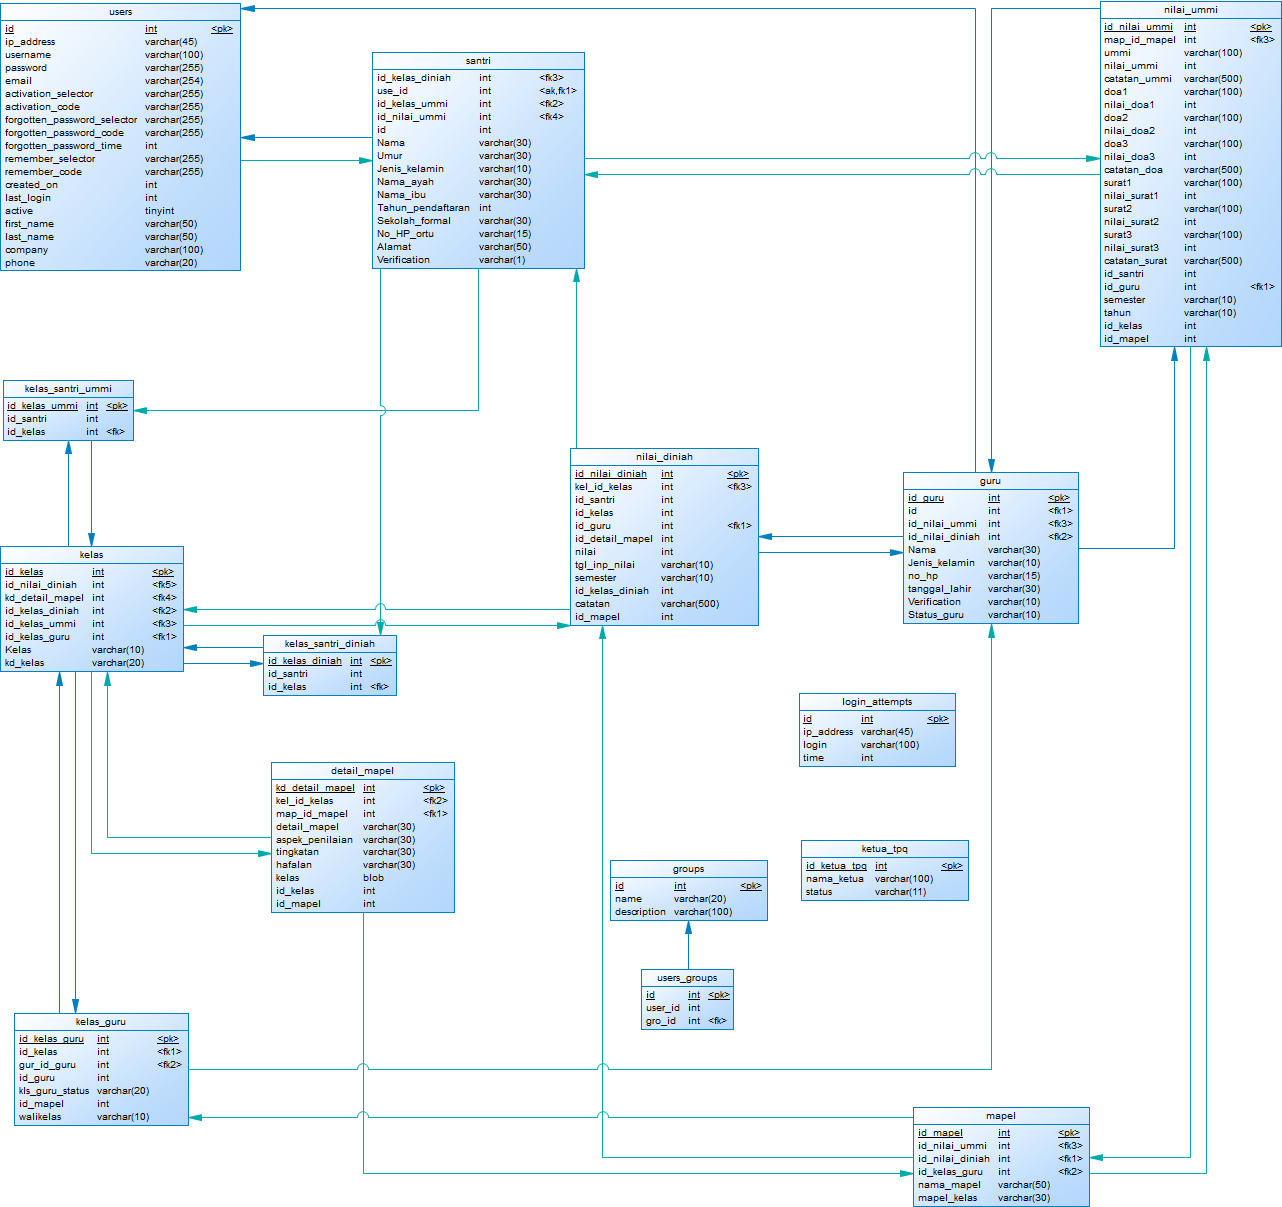 users
id int <pk>
ip_address varchar(45)
username varchar(100)
password varchar(255)
email varchar(254)
activation_selector varchar(255)
activation_code varchar(255)
forgotten_password_selector varchar(255)
forgotten_password_code varchar(255)
forgotten_password_time int
remember_selector varchar(255)
remember_code varchar(255)
created_on int
last_login int
active tinyint
first_name varchar(50)
last_name varchar(50)
company varchar(100)
phone varchar(20)
santri
id_kelas_diniah int <fk3>
use_id int <ak,fk1>
id_kelas_ummi int <fk2>
id_nilai_ummi int <fk4>
id int
Nama varchar(30)
Umur varchar(30)
Jenis_kelamin varchar(10)
Nama_ayah varchar(30)
Nama_ibu varchar(30)
Tahun_pendaftaran int
Sekolah_formal varchar(30)
No_HP_ortu varchar(15)
Alamat varchar(50)
Verification varchar(1)
nilai_ummi
id_nilai_ummi int <pk>
map_id_mapel int <fk3>
ummi varchar(100)
nilai_ummi int
catatan_ummi varchar(500)
doa1 varchar(100)
nilai_doa1 int
doa2 varchar(100)
nilai_doa2 int
doa3 varchar(100)
nilai_doa3 int
catatan_doa varchar(500)
surat1 varchar(100)
nilai_surat1 int
surat2 varchar(100)
nilai_surat2 int
surat3 varchar(100)
nilai_surat3 int
catatan_surat varchar(500)
id_santri int
id_guru int <fk1>
semester varchar(10)
tahun varchar(10)
id_kelas int
id_mapel int
kelas_santri_ummi
id_kelas_ummi int <pk>
id_santri int
id_kelas int <fk>
nilai_diniah
id_nilai_diniah int <pk>
kel_id_kelas int <fk3>
id_santri int
id_kelas int
id_guru int <fk1>
id_detail_mapel int
nilai int
tgl_inp_nilai varchar(10)
semester varchar(10)
id_kelas_diniah int
catatan varchar(500)
id_mapel int
guru
id_guru int <pk>
id int <fk1>
id_nilai_ummi int <fk3>
id_nilai_diniah int <fk2>
Nama varchar(30)
Jenis_kelamin varchar(10)
no_hp varchar(15)
tanggal_lahir varchar(30)
Verification varchar(10)
Status_guru varchar(10)
kelas
id_kelas int <pk>
id_nilai_diniah int <fk5>
kd_detail_mapel int <fk4>
id_kelas_diniah int <fk2>
id_kelas_ummi int <fk3>
id_kelas_guru int <fk1>
Kelas varchar(10)
kd_kelas varchar(20)
kelas_santri_diniah
id_kelas_diniah int <pk>
id_santri int
id_kelas int <fk>
login_attempts
id int <pk>
ip_address varchar(45)
login varchar(100)
time int
detail_mapel
kd_detail_mapel int <pk>
kel_id_kelas int <fk2>
map_id_mapel int <fk1>
detail_mapel varchar(30)
aspek_penilaian varchar(30)
tingkatan varchar(30)
hafalan varchar(30)
kelas blob
id_kelas int
id_mapel int
ketua_tpq
id_ketua_tpq int <pk>
nama_ketua varchar(100)
status varchar(11)
groups
id int <pk>
name varchar(20)
description varchar(100)
users_groups
id int <pk>
user_id int
gro_id int <fk>
kelas_guru
id_kelas_guru int <pk>
id_kelas int <fk1>
gur_id_guru int <fk2>
id_guru int
kls_guru_status varchar(20)
id_mapel int
walikelas varchar(10)
mapel
id_mapel int <pk>
id_nilai_ummi int <fk3>
id_nilai_diniah int <fk1>
id_kelas_guru int <fk2>
nama_mapel varchar(50)
mapel_kelas varchar(30)